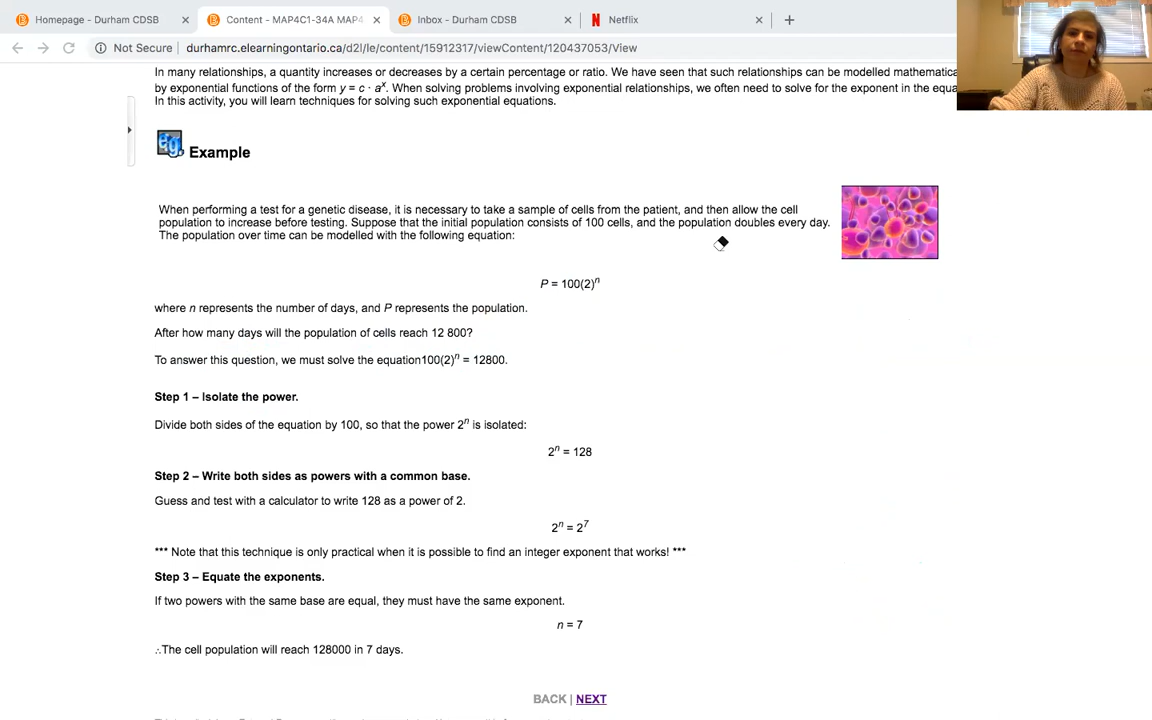 Homepage - Durham CDSB
Content - MAP4C1-34A MAP4
Inbox - Durham CDSB
Netflix
Not Secure | durhamrc.elearningontario.ca/d2l/le/content/15912317/viewContent/120437053/View
In many relationships, a quantity increases or decreases by a certain percentage or ratio. We have seen that such relationships can be modelled mathematica
by exponential functions of the form y = c · aˣ. When solving problems involving exponential relationships, we often need to solve for the exponent in the equa
In this activity, you will learn techniques for solving such exponential equations.
eg.
Example
When performing a test for a genetic disease, it is necessary to take a sample of cells from the patient, and then allow the cell
population to increase before testing. Suppose that the initial population consists of 100 cells, and the population doubles every day.
The population over time can be modelled with the following equation:
P = 100(2)ⁿ
where n represents the number of days, and P represents the population.
After how many days will the population of cells reach 12 800?
To answer this question, we must solve the equation100(2)ⁿ = 12800.
Step 1 – Isolate the power.
Divide both sides of the equation by 100, so that the power 2ⁿ is isolated:
2ⁿ = 128
Step 2 – Write both sides as powers with a common base.
Guess and test with a calculator to write 128 as a power of 2.
2ⁿ = 2⁷
*** Note that this technique is only practical when it is possible to find an integer exponent that works! ***
Step 3 – Equate the exponents.
If two powers with the same base are equal, they must have the same exponent.
n = 7
∴The cell population will reach 128000 in 7 days.
BACK | NEXT